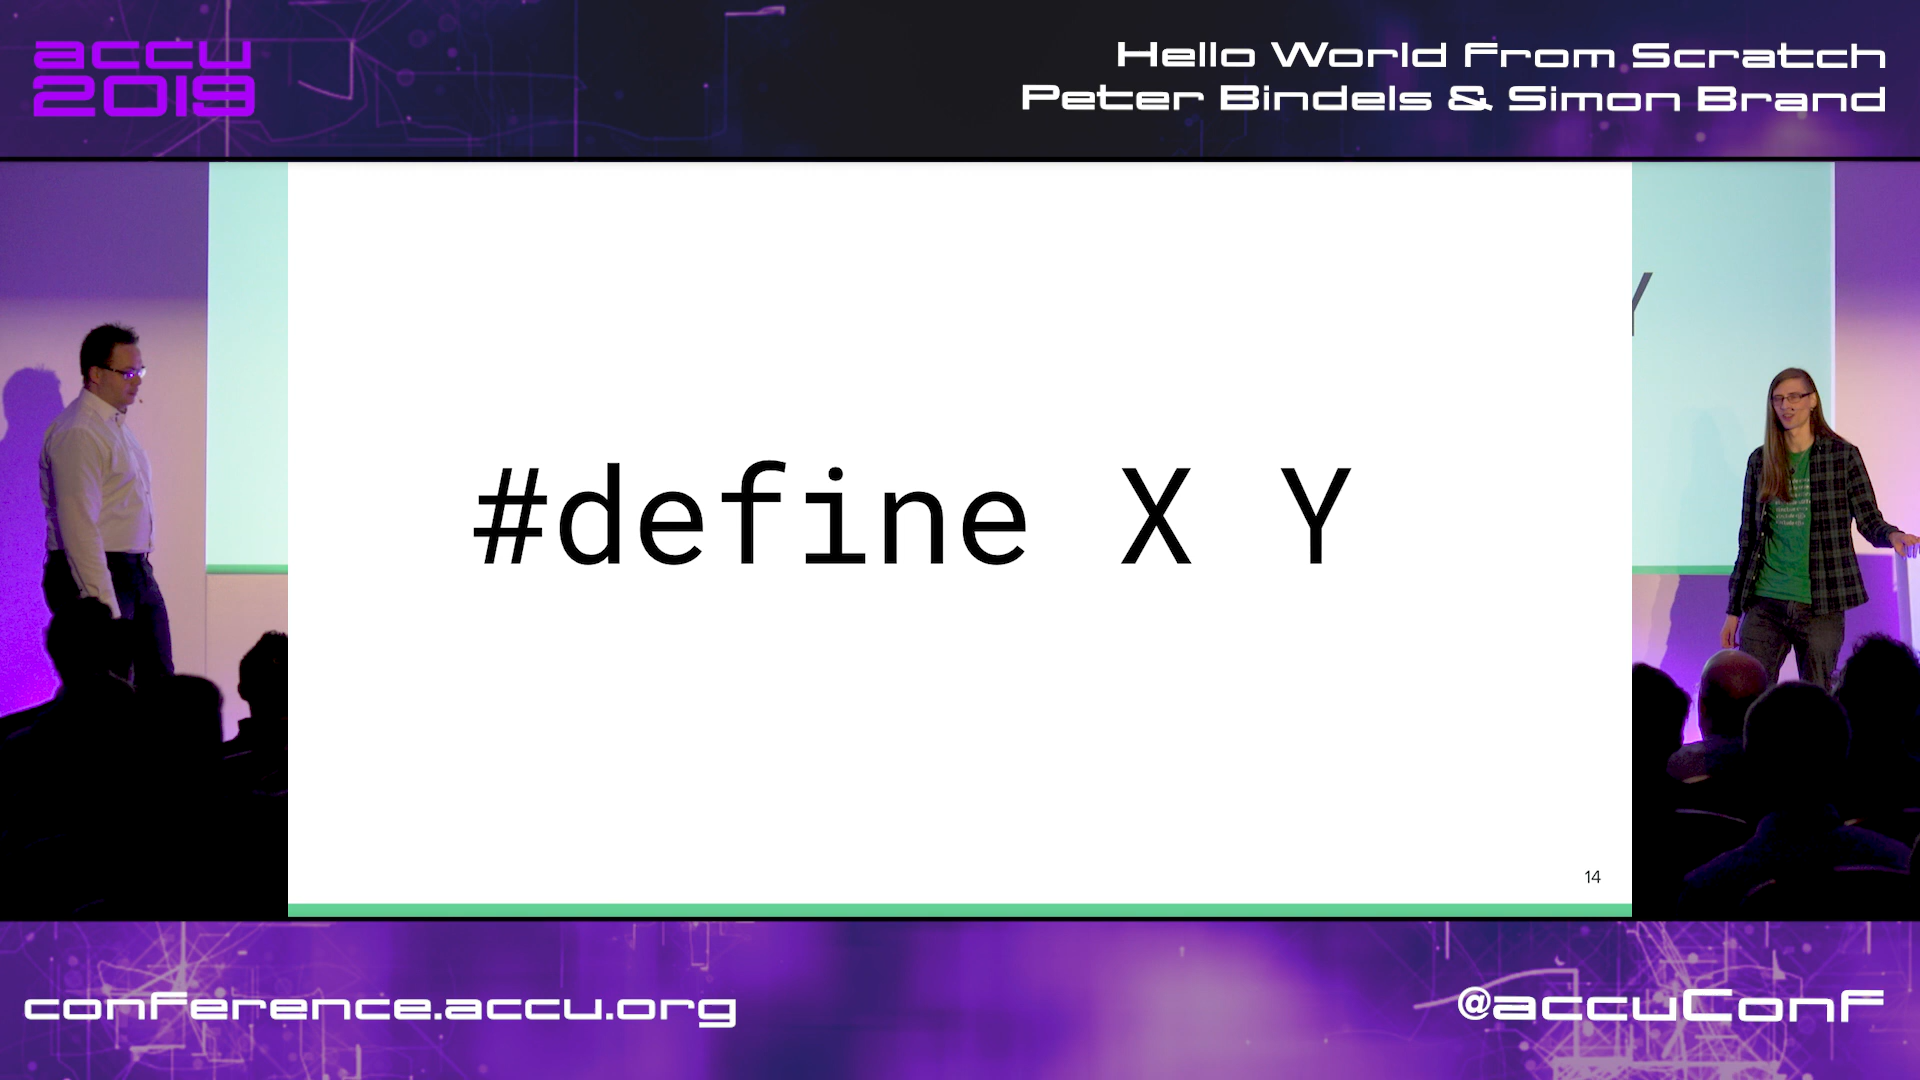 accu
2019
Hello World From Scratch
Peter Bindels & Simon Brand
#define X Y
Y
14
conference.accu.org
@accuConf